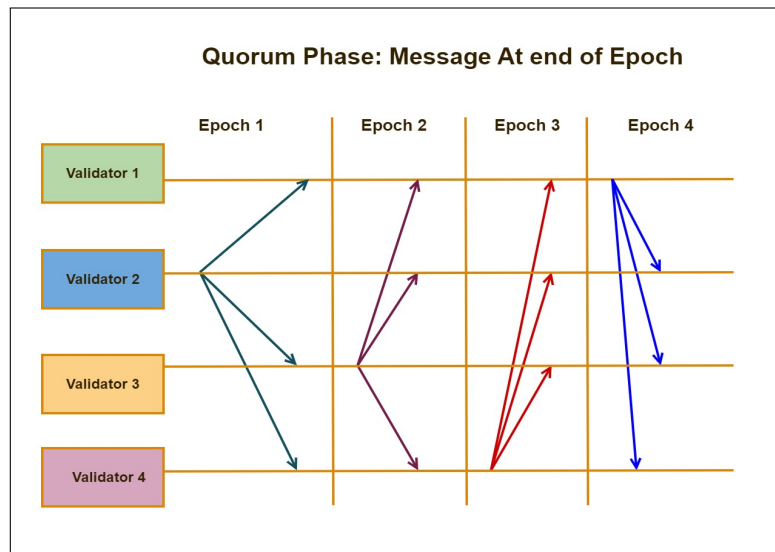 Quorum Phase: Message At end of Epoch
Epoch 1
Epoch 2
Epoch 3
Epoch 4
Validator 1
Validator 2
Validator 3
Validator 4